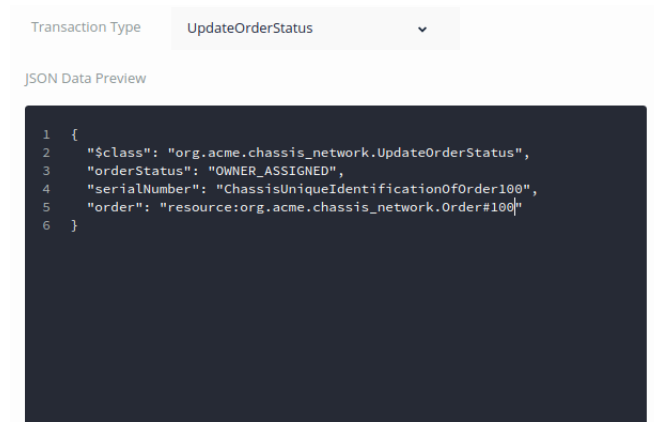 Transaction Type UpdateOrderStatus
JSON Data Preview
1 {
2 "$class": "org.acme.chassis_network.UpdateOrderStatus",
3 "orderStatus": "OWNER_ASSIGNED",
4 "serialNumber": "ChassisUniqueIdentificationOfOrder100",
5 "order": "resource:org.acme.chassis_network.Order#100"
6 }